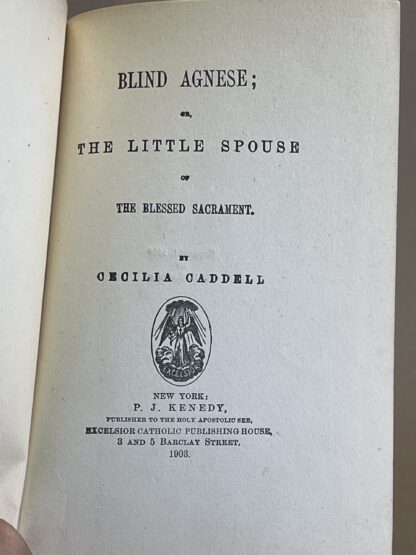 BLIND AGNESE;
OR,
THE LITTLE SPOUSE
OF
THE BLESSED SACRAMENT.
BY
CECILIA CADDELL
EXCELSIOR
NEW YORK:
P. J. KENEDY,
PUBLISHER TO THE HOLY APOSTOLIC SEE,
EXCELSIOR CATHOLIC PUBLISHING HOUSE,
3 AND 5 BARCLAY STREET.
1903.